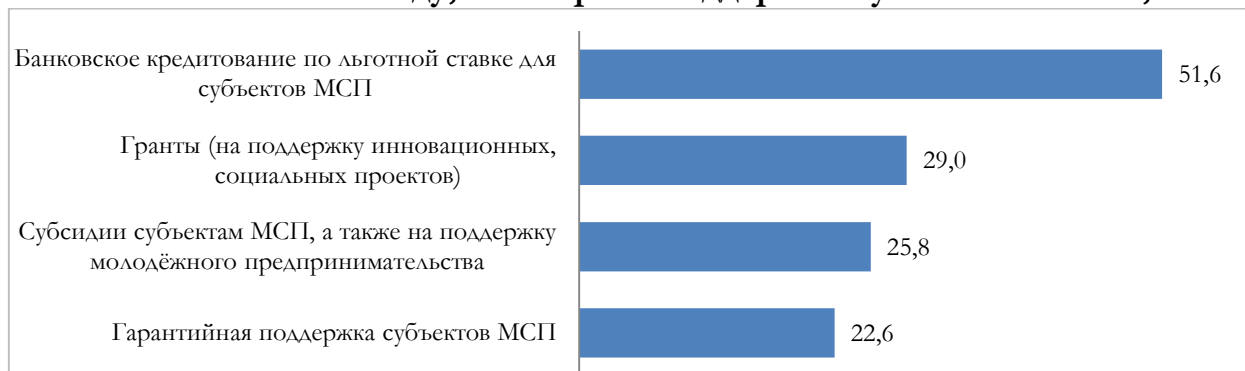 Банковское кредитование по льготной ставке для
субъектов МСП
51,6
Гранты (на поддержку инновационных,
социальных проектов)
29,0
Субсидии субъектам МСП, а также на поддержку
молодёжного предпринимательства
25,8
Гарантийная поддержка субъектов МСП
22,6